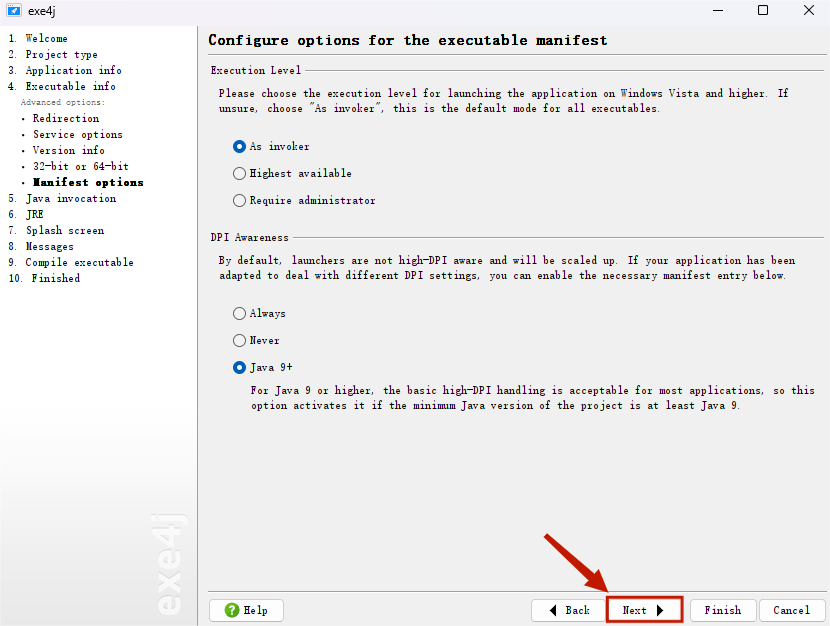 exe4j
1. Welcome
2. Project type
3. Application info
4. Executable info
Advanced options:
• Redirection
• Service options
• Version info
• 32-bit or 64-bit
• Manifest options
5. Java invocation
6. JRE
7. Splash screen
8. Messages
9. Compile executable
10. Finished
exe4j
Configure options for the executable manifest
Execution Level
Please choose the execution level for launching the application on Windows Vista and higher. If
unsure, choose "As invoker", this is the default mode for all executables.
As invoker
Highest available
Require administrator
DPI Awareness
By default, launchers are not high-DPI aware and will be scaled up. If your application has been
adapted to deal with different DPI settings, you can enable the necessary manifest entry below.
Always
Never
Java 9+
For Java 9 or higher, the basic high-DPI handling is acceptable for most applications, so this
option activates it if the minimum Java version of the project is at least Java 9.
Help
Back
Next
Finish
Cancel